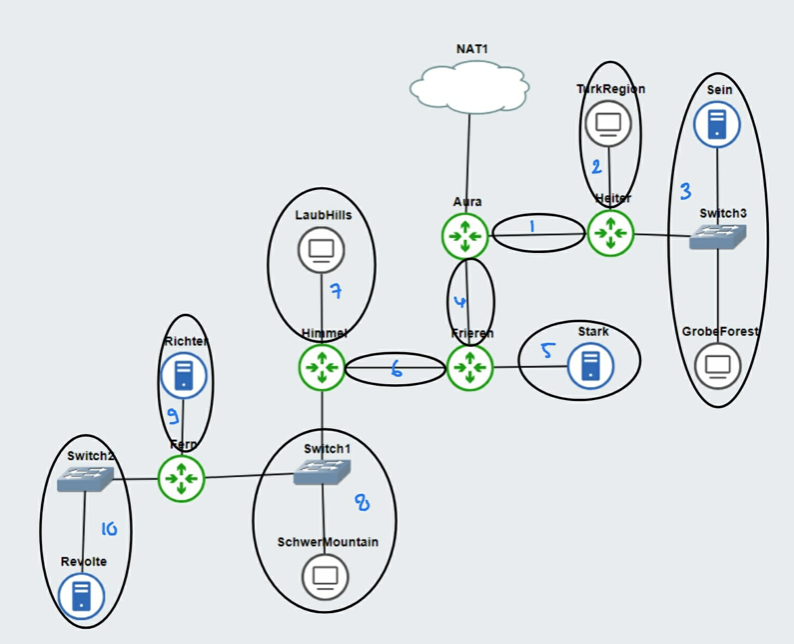 NAT1
TurkRegion
Sein
2
3
Aura
Heiter
Switch3
LaubHills
1
7
4
Himmel
Frieren
Stark
GrobeForest
Richter
5
6
9
Fern
Switch2
Switch1
8
10
SchwerMountain
Revolte